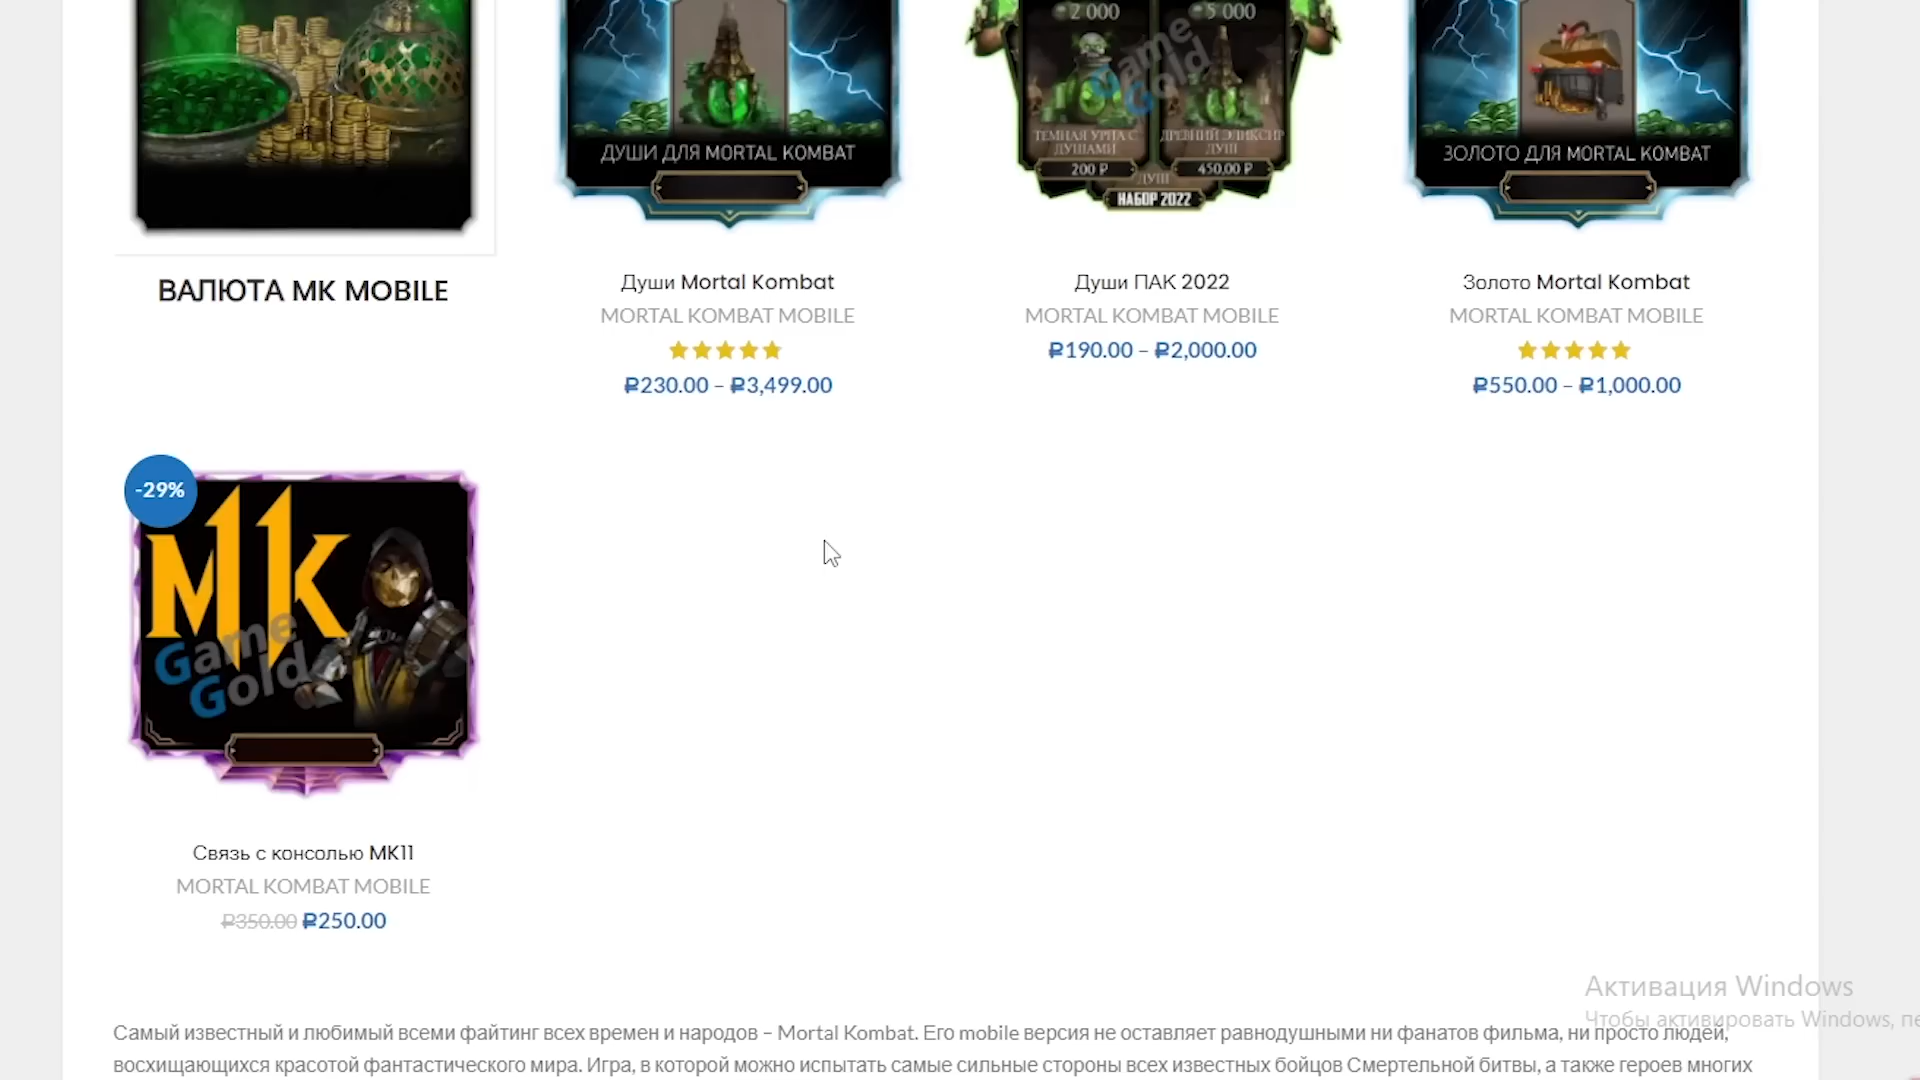 2 000
5 000
ТЕМНАЯ УРНА С
ДУШАМИ
ДРЕВНИЙ ЭЛИКСИР
ДУШ
200 ₽
450,00 ₽
ДУШ
НАБОР 2022
Game
Gold
ДУШИ ДЛЯ MORTAL KOMBAT
ЗОЛОТО ДЛЯ MORTAL KOMBAT
ВАЛЮТА MK MOBILE
Души Mortal Kombat
MORTAL KOMBAT MOBILE
₽230.00 – ₽3,499.00
Души ПАК 2022
MORTAL KOMBAT MOBILE
₽190.00 – ₽2,000.00
Золото Mortal Kombat
MORTAL KOMBAT MOBILE
₽550.00 – ₽1,000.00
-29%
MK
Game
Gold
Связь с консолью MK11
MORTAL KOMBAT MOBILE
₽350.00 ₽250.00
Активация Windows
Чтобы активировать Windows,
Самый известный и любимый всеми файтинг всех времен и народов – Mortal Kombat. Его mobile версия не оставляет равнодушными ни фанатов фильма, ни просто людей,
восхищающихся красотой фантастического мира. Игра, в которой можно испытать самые сильные стороны всех известных бойцов Смертельной битвы, а также героев многих